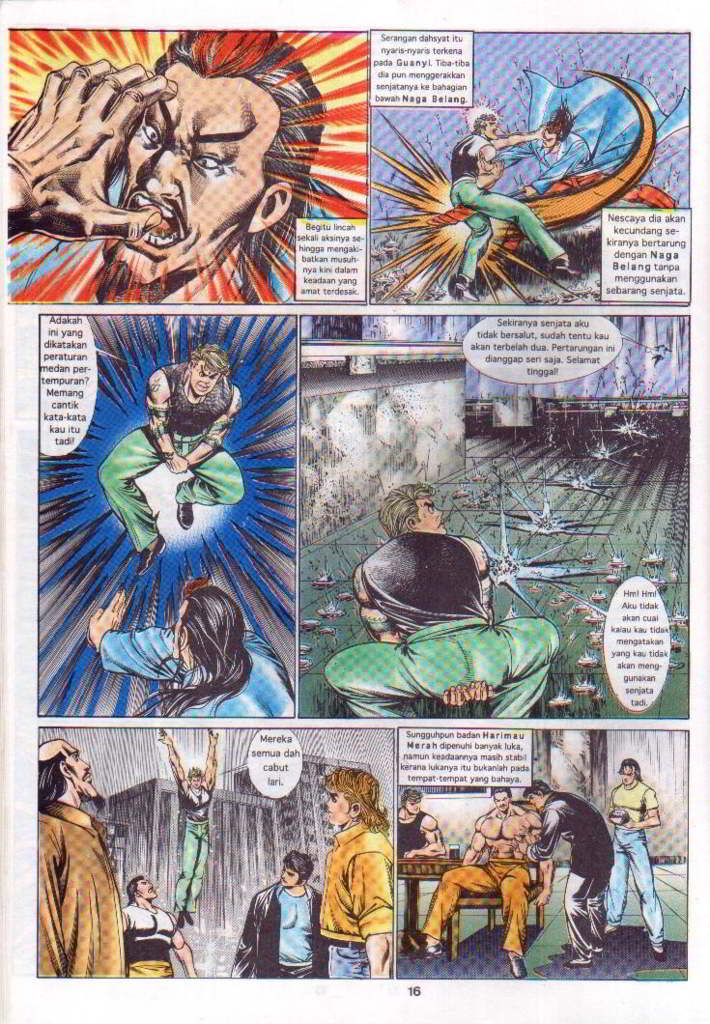 Serangan dahsyat itu
nyaris-nyaris terkena
pada Guanyi. Tiba-tiba
dia pun menggerakkan
senjatanya ke bahagian
bawah Naga Belang.
Begitu lincah
sekali aksinya se-
hingga mengaki-
batkan musuh-
nya kini dalam
keadaan yang
amat terdesak.
Nescaya dia akan
kecundang se-
kiranya bertarung
dengan Naga
Belang tanpa
menggunakan
sebarang senjata.
Adakah
ini yang
dikatakan
peraturan
medan per-
tempuran?
Memang
cantik
kata-kata
kau itu
tadi!
Sekiranya senjata aku
tidak bersalut, sudah tentu kau
akan terbelah dua. Pertarungan ini
dianggap seri saja. Selamat
tinggal!
Hm! Hm!
Aku tidak
akan cuai
kalau kau tidak
mengatakan
yang kau tidak
akan meng-
gunakan
senjata
tadi.
Mereka
semua dah
cabut
lari.
Sungguhpun badan Harimau
Merah dipenuhi banyak luka,
namun keadaannya masih stabil
kerana lukanya itu bukanlah pada
tempat-tempat yang bahaya.
16